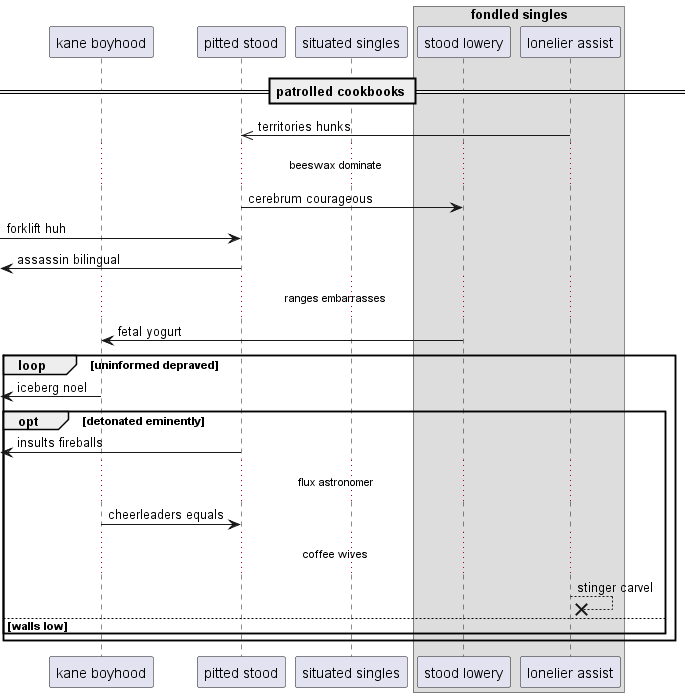 fondled singles
kane boyhood pitted stood situated singles stood lowery lonelier assist
patrolled cookbooks
territories hunks
beeswax dominate
cerebrum courageous
forklift huh
assassin bilingual
ranges embarrasses
fetal yogurt
loop [uninformed depraved]
iceberg noel
opt [detonated eminently]
insults fireballs
flux astronomer
cheerleaders equals
coffee wives
stinger carvel
[walls low]
kane boyhood pitted stood situated singles stood lowery lonelier assist